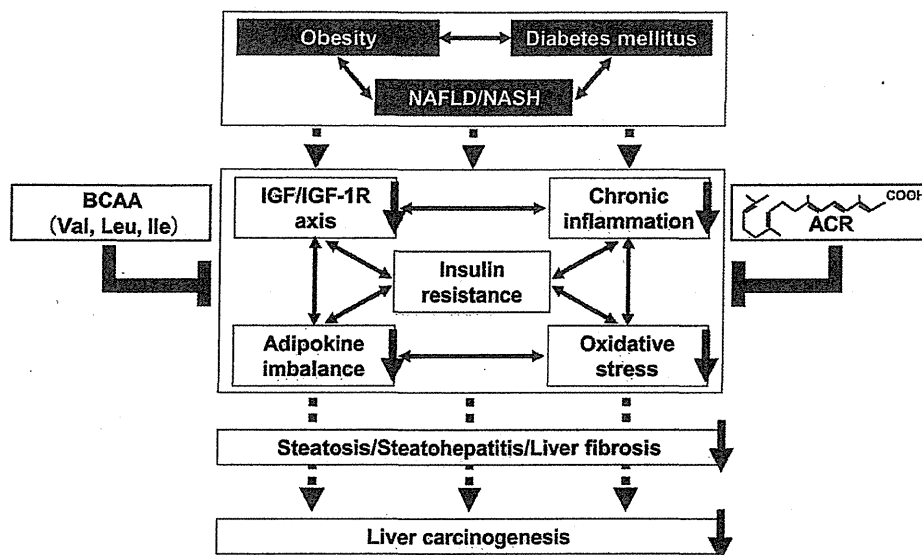 Obesity
Diabetes mellitus
NAFLD/NASH
BCAA
(Val, Leu, Ile)
IGF/IGF-1R
axis
Chronic
inflammation
COOH
ACR
Insulin
resistance
Adipokine
imbalance
Oxidative
stress
Steatosis/Steatohepatitis/Liver fibrosis
Liver carcinogenesis